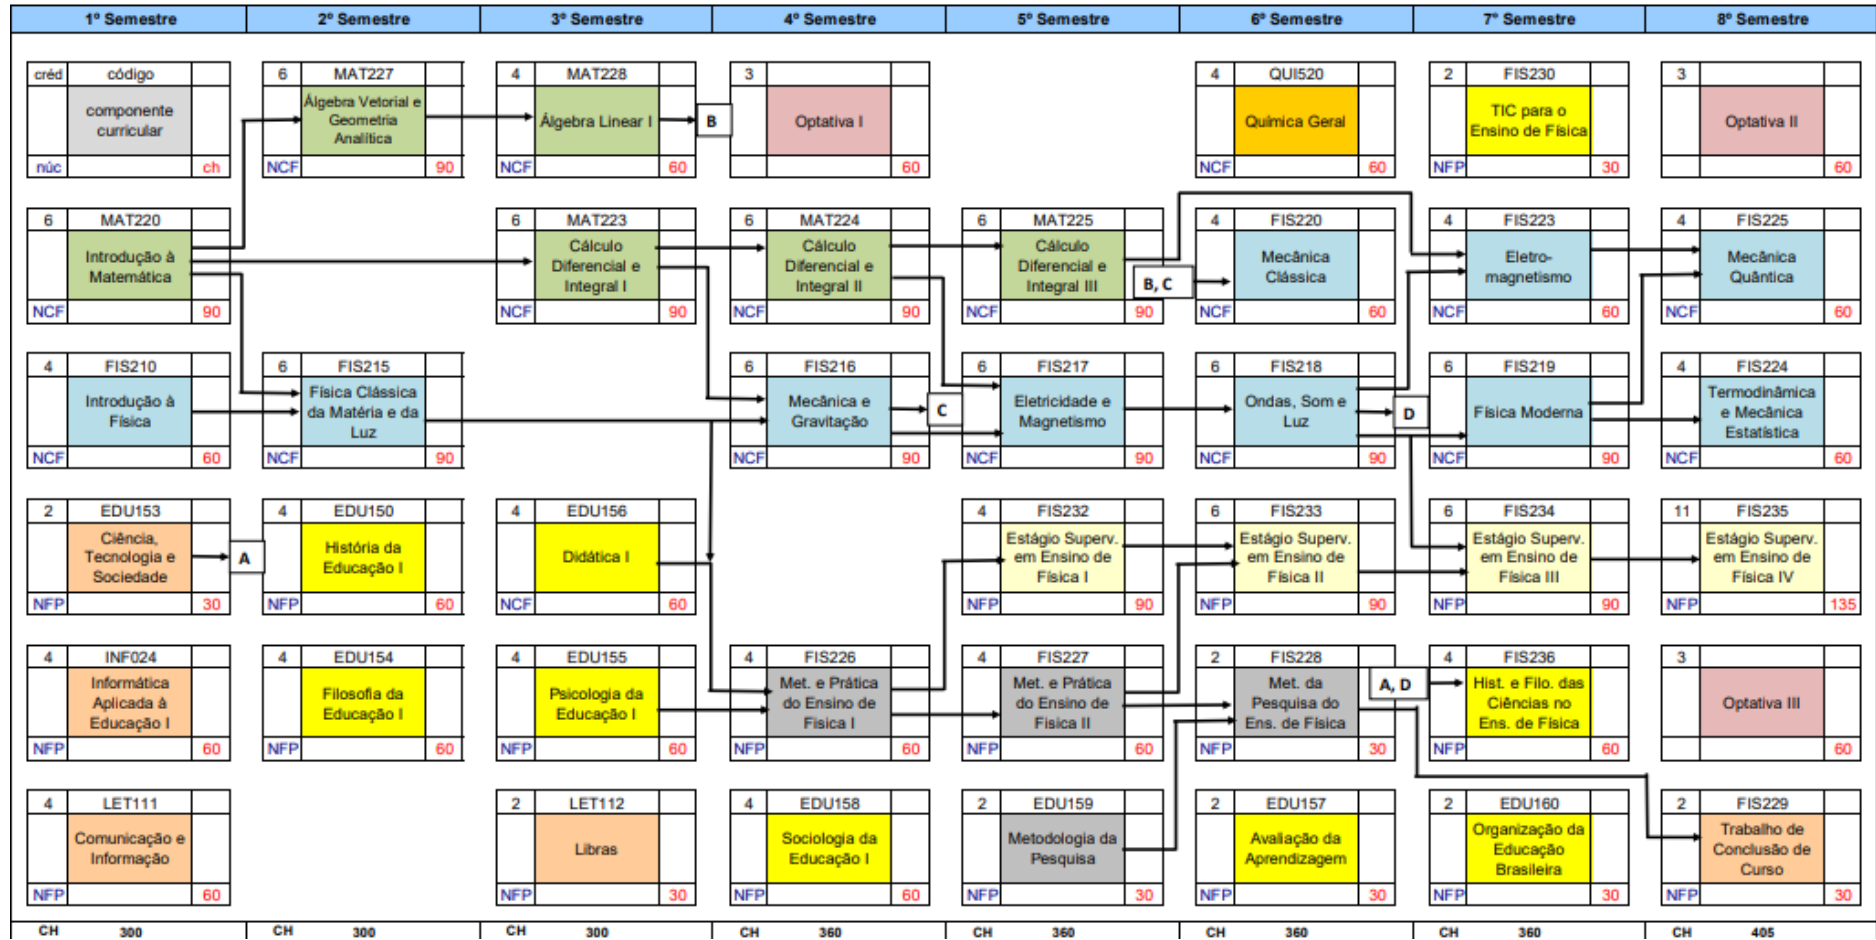 1º Semestre
2º Semestre
3º Semestre
4º Semestre
5º Semestre
6º Semestre
7º Semestre
8º Semestre
créd código
componente
curricular
núc ch
6 MAT227
Álgebra Vetorial e
Geometria
Analítica
NCF 90
4 MAT228
Álgebra Linear I
NCF 60
B
3
Optativa I
60
4 QUI520
Química Geral
NCF 60
2 FIS230
TIC para o
Ensino de Física
NFP 30
3
Optativa II
60
6 MAT220
Introdução à
Matemática
NCF 90
6 MAT223
Cálculo
Diferencial e
Integral I
NCF 90
6 MAT224
Cálculo
Diferencial e
Integral II
NCF 90
6 MAT225
Cálculo
Diferencial e
Integral III
NCF 90
B, C
4 FIS220
Mecânica
Clássica
NCF 60
4 FIS223
Eletro-
magnetismo
NCF 60
4 FIS225
Mecânica
Quântica
NCF 60
4 FIS210
Introdução à
Física
NCF 60
6 FIS215
Física Clássica
da Matéria e da
Luz
NCF 90
6 FIS216
Mecânica e
Gravitação
NCF 90
C
6 FIS217
Eletricidade e
Magnetismo
NCF 90
6 FIS218
Ondas, Som e
Luz
NCF 90
D
6 FIS219
Física Moderna
NCF 90
4 FIS224
Termodinâmica
e Mecânica
Estatística
NCF 60
2 EDU153
Ciência,
Tecnologia e
Sociedade
NFP 30
A
4 EDU150
História da
Educação I
NFP 60
4 EDU156
Didática I
NCF 60
4 FIS232
Estágio Superv.
em Ensino de
Física I
NFP 90
6 FIS233
Estágio Superv.
em Ensino de
Física II
NFP 90
6 FIS234
Estágio Superv.
em Ensino de
Física III
NFP 90
11 FIS235
Estágio Superv.
em Ensino de
Física IV
NFP 135
4 INF024
Informática
Aplicada à
Educação I
NFP 60
4 EDU154
Filosofia da
Educação I
NFP 60
4 EDU155
Psicologia da
Educação I
NFP 60
4 FIS226
Met. e Prática
do Ensino de
Fisica I
NFP 60
4 FIS227
Met. e Prática
do Ensino de
Física II
NFP 60
2 FIS228
Met. da
Pesquisa do
Ens. de Física
NFP 30
A, D
4 FIS236
Hist. e Filo. das
Ciências no
Ens. de Física
NFP 60
3
Optativa III
60
4 LET111
Comunicação e
Informação
NFP 60
2 LET112
Libras
NFP 30
4 EDU158
Sociologia da
Educação I
NFP 60
2 EDU159
Metodologia da
Pesquisa
NFP 30
2 EDU157
Avaliação da
Aprendizagem
NFP 30
2 EDU160
Organização da
Educação
Brasileira
NFP 30
2 FIS229
Trabalho de
Conclusão de
Curso
NFP 30
CH 300
CH 300
CH 300
CH 360
CH 360
CH 360
CH 360
CH 405